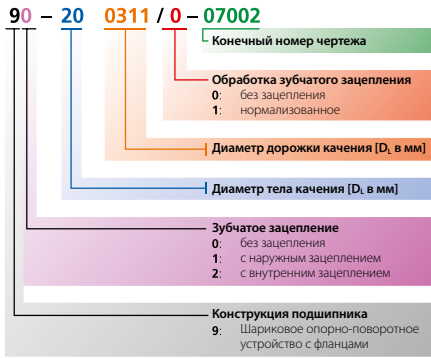 90 – 20 0311 / 0 – 07002
Конечный номер чертежа
Обработка зубчатого зацепления
0: без зацепления
1: нормализованное
Диаметр дорожки качения [DL в мм]
Диаметр тела качения [DL в мм]
Зубчатое зацепление
0: без зацепления
1: с наружным зацеплением
2: с внутренним зацеплением
Конструкция подшипника
9: Шариковое опорно-поворотное
устройство с фланцами